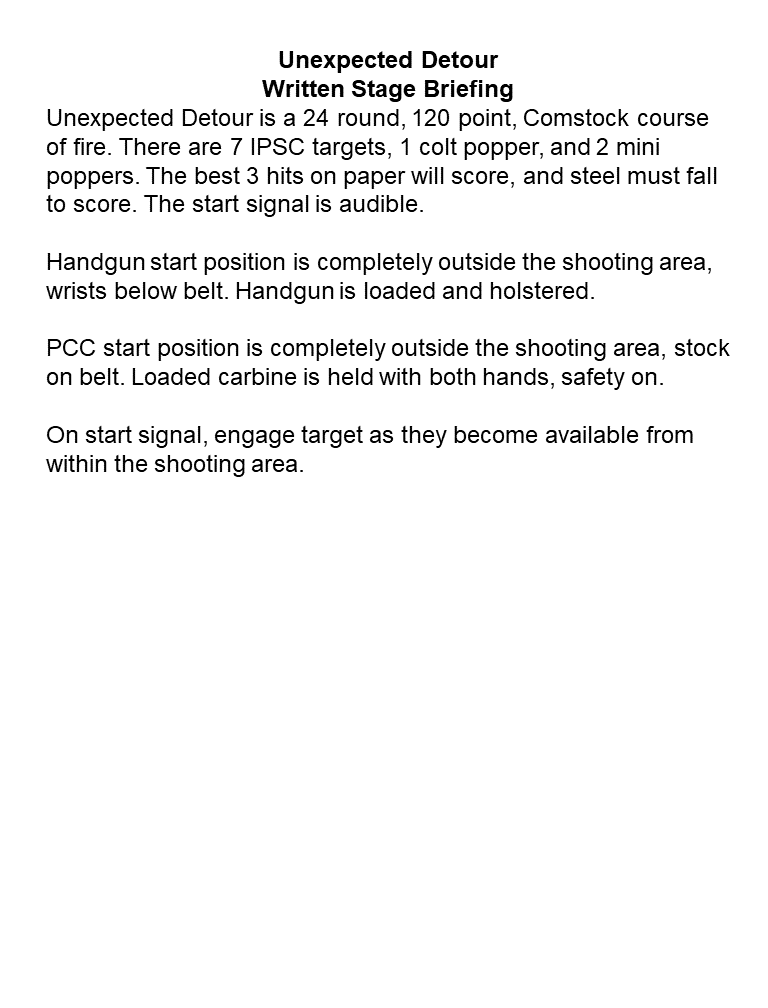 Unexpected Detour
Written Stage Briefing
Unexpected Detour is a 24 round, 120 point, Comstock course
of fire. There are 7 IPSC targets, 1 colt popper, and 2 mini
poppers. The best 3 hits on paper will score, and steel must fall
to score. The start signal is audible.
Handgun start position is completely outside the shooting area,
wrists below belt. Handgun is loaded and holstered.
PCC start position is completely outside the shooting area, stock
on belt. Loaded carbine is held with both hands, safety on.
On start signal, engage target as they become available from
within the shooting area.